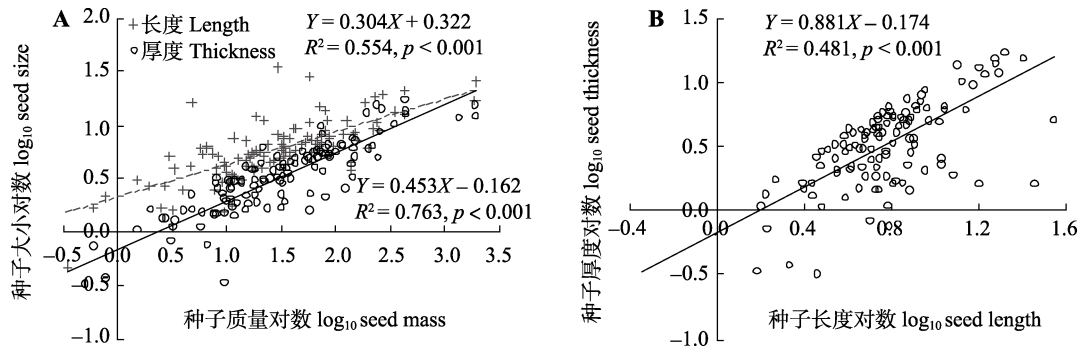 A
+ 长度 Length
厚度 Thickness
Y = 0.304X + 0.322
R² = 0.554, p < 0.001
Y = 0.453X − 0.162
R² = 0.763, p < 0.001
2.0
1.5
1.0
0.5
0.0
−0.5
−1.0
−0.5
0
0.5
1.0
1.5
2.0
2.5
3.0
3.5
种子大小对数 log₁₀ seed size
种子质量对数 log₁₀ seed mass
B
Y = 0.881X − 0.174
R² = 0.481, p < 0.001
1.5
1.0
0.5
0
−0.5
−1.0
−0.4
0.0
0.4
0.8
1.2
1.6
种子厚度对数 log₁₀ seed thickness
种子长度对数 log₁₀ seed length